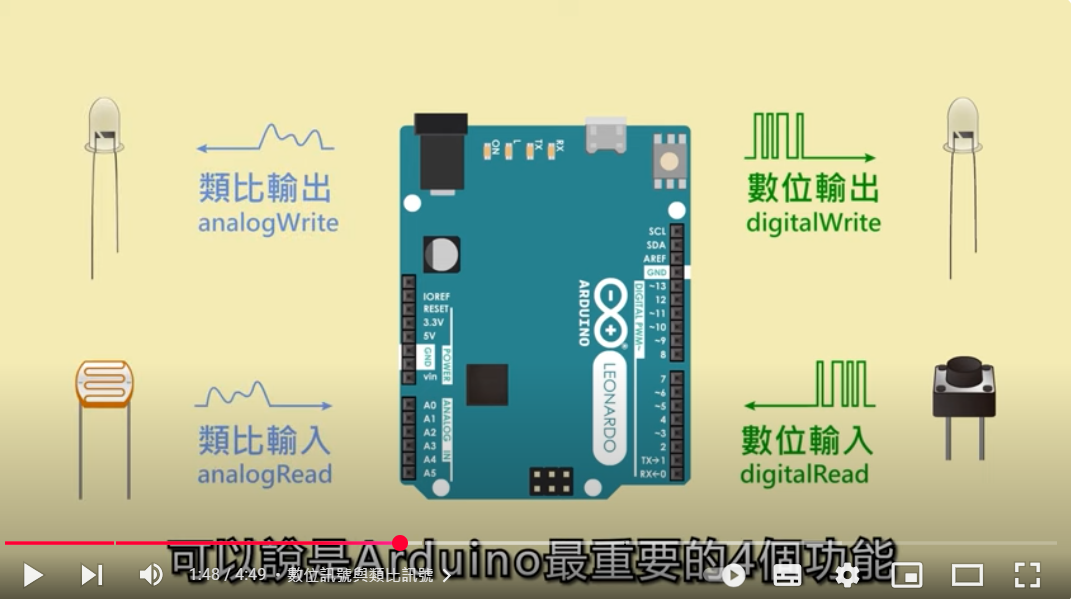 類比輸出
analogWrite
數位輸出
digitalWrite
ON
L
TX
RX
SCL
SDA
AREF
GND
~13
12
~11
~10
~9
8
7
~6
~5
4
~3
2
TX→1
RX←0
DIGITAL PWM~
ARDUINO
LEONARDO
IOREF
RESET
3.3V
5V
GND
vin
POWER
A0
A1
A2
A3
A4
A5
ANALOG IN
類比輸入
analogRead
數位輸入
digitalRead
可以說是Arduino最重要的4個功能
1:48 / 4:49 • 數位訊號與類比訊號